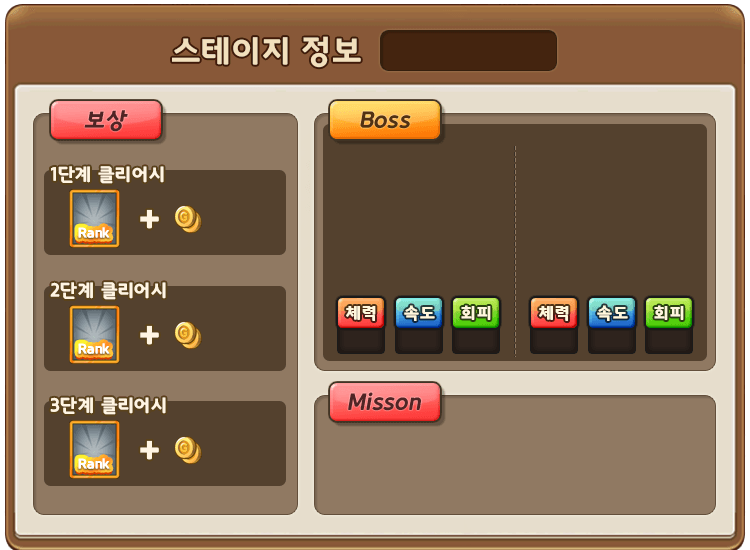 스테이지 정보
보상
1단계 클리어시
Rank
+
G
2단계 클리어시
Rank
+
G
3단계 클리어시
Rank
+
G
Boss
체력 속도 회피 체력 속도 회피
Misson